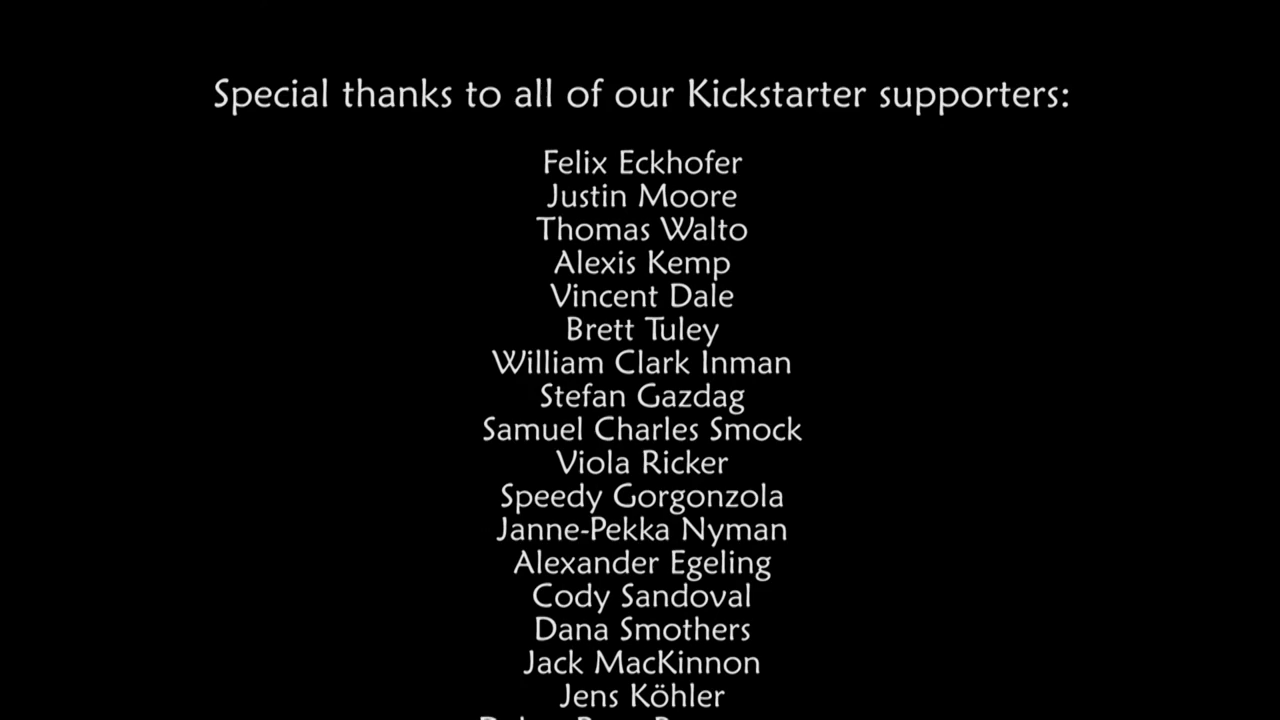 Special thanks to all of our Kickstarter supporters:
Felix Eckhofer
Justin Moore
Thomas Walto
Alexis Kemp
Vincent Dale
Brett Tuley
William Clark Inman
Stefan Gazdag
Samuel Charles Smock
Viola Ricker
Speedy Gorgonzola
Janne-Pekka Nyman
Alexander Egeling
Cody Sandoval
Dana Smothers
Jack MacKinnon
Jens Köhler